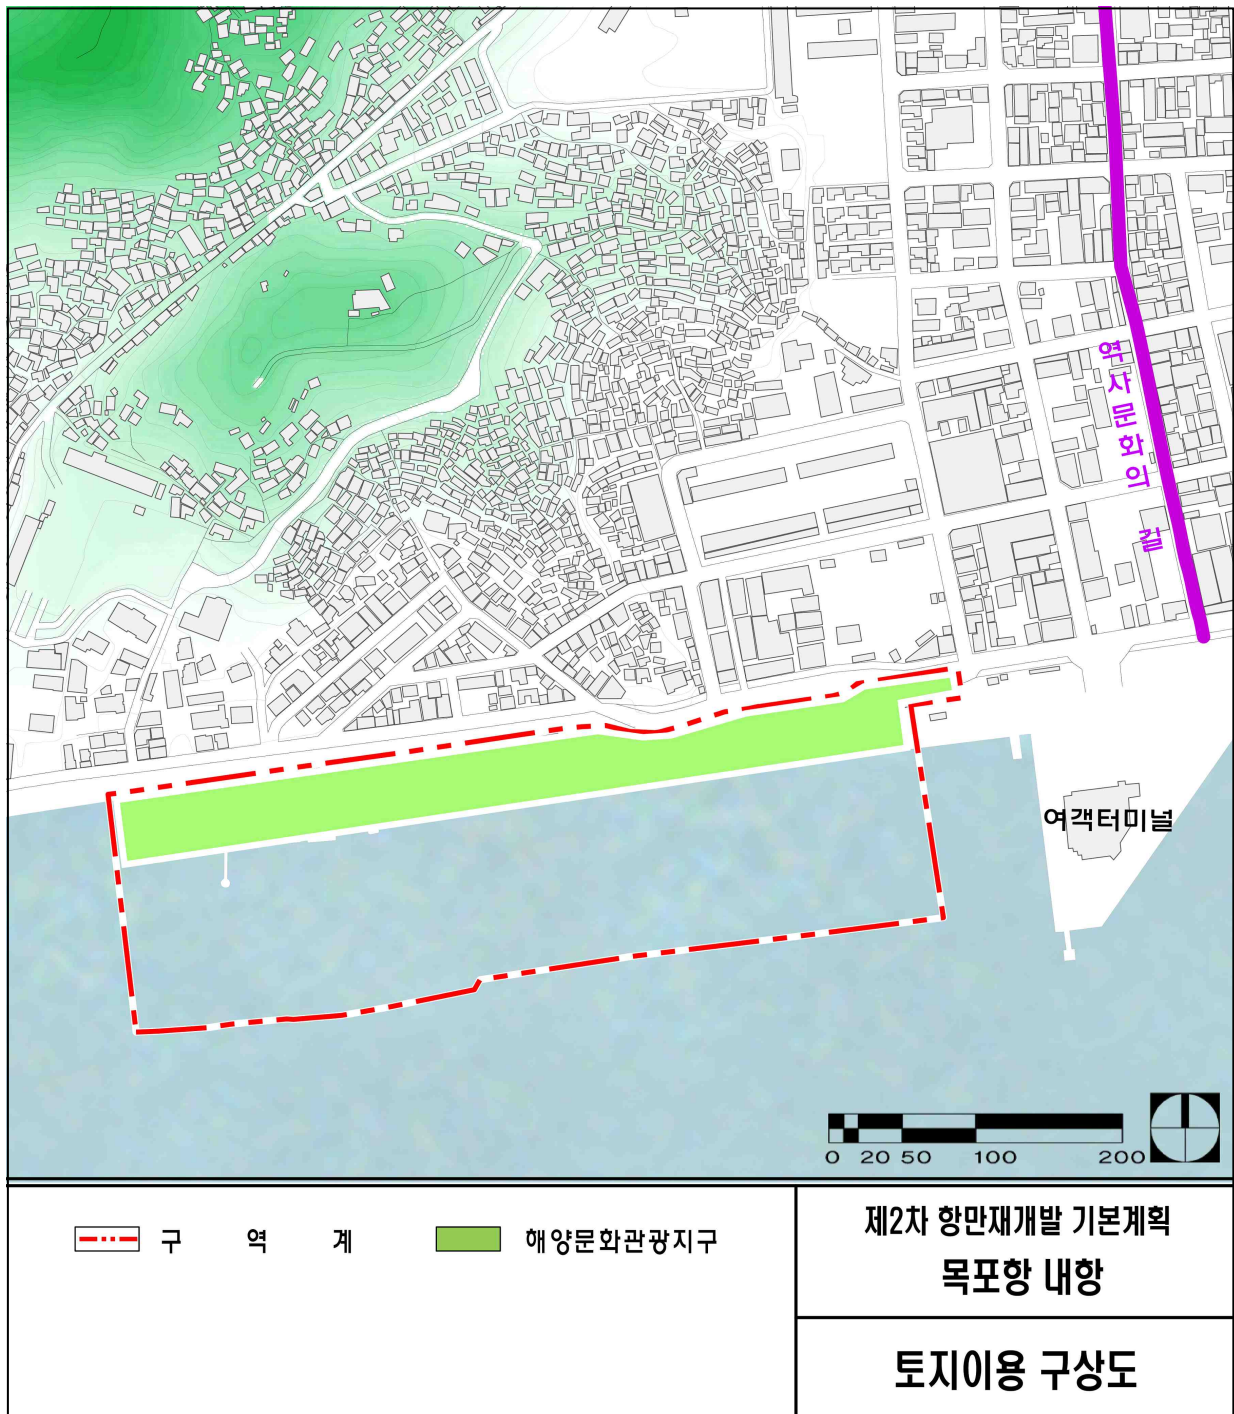 역사문화의 길
여객터미널
0 20 50 100 200
구 역 계
해양문화관광지구
제2차 항만재개발 기본계획
목포항 내항
토지이용 구상도